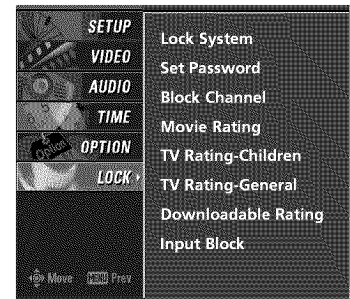 SETUP
VIDEO
AUDIO
TIME
OPTION
Option
LOCK
Lock System
Set Password
Block Channel
Movie Rating
TV Rating-Children
TV Rating-General
Downloadable Rating
Input Block
Move MENU Prev